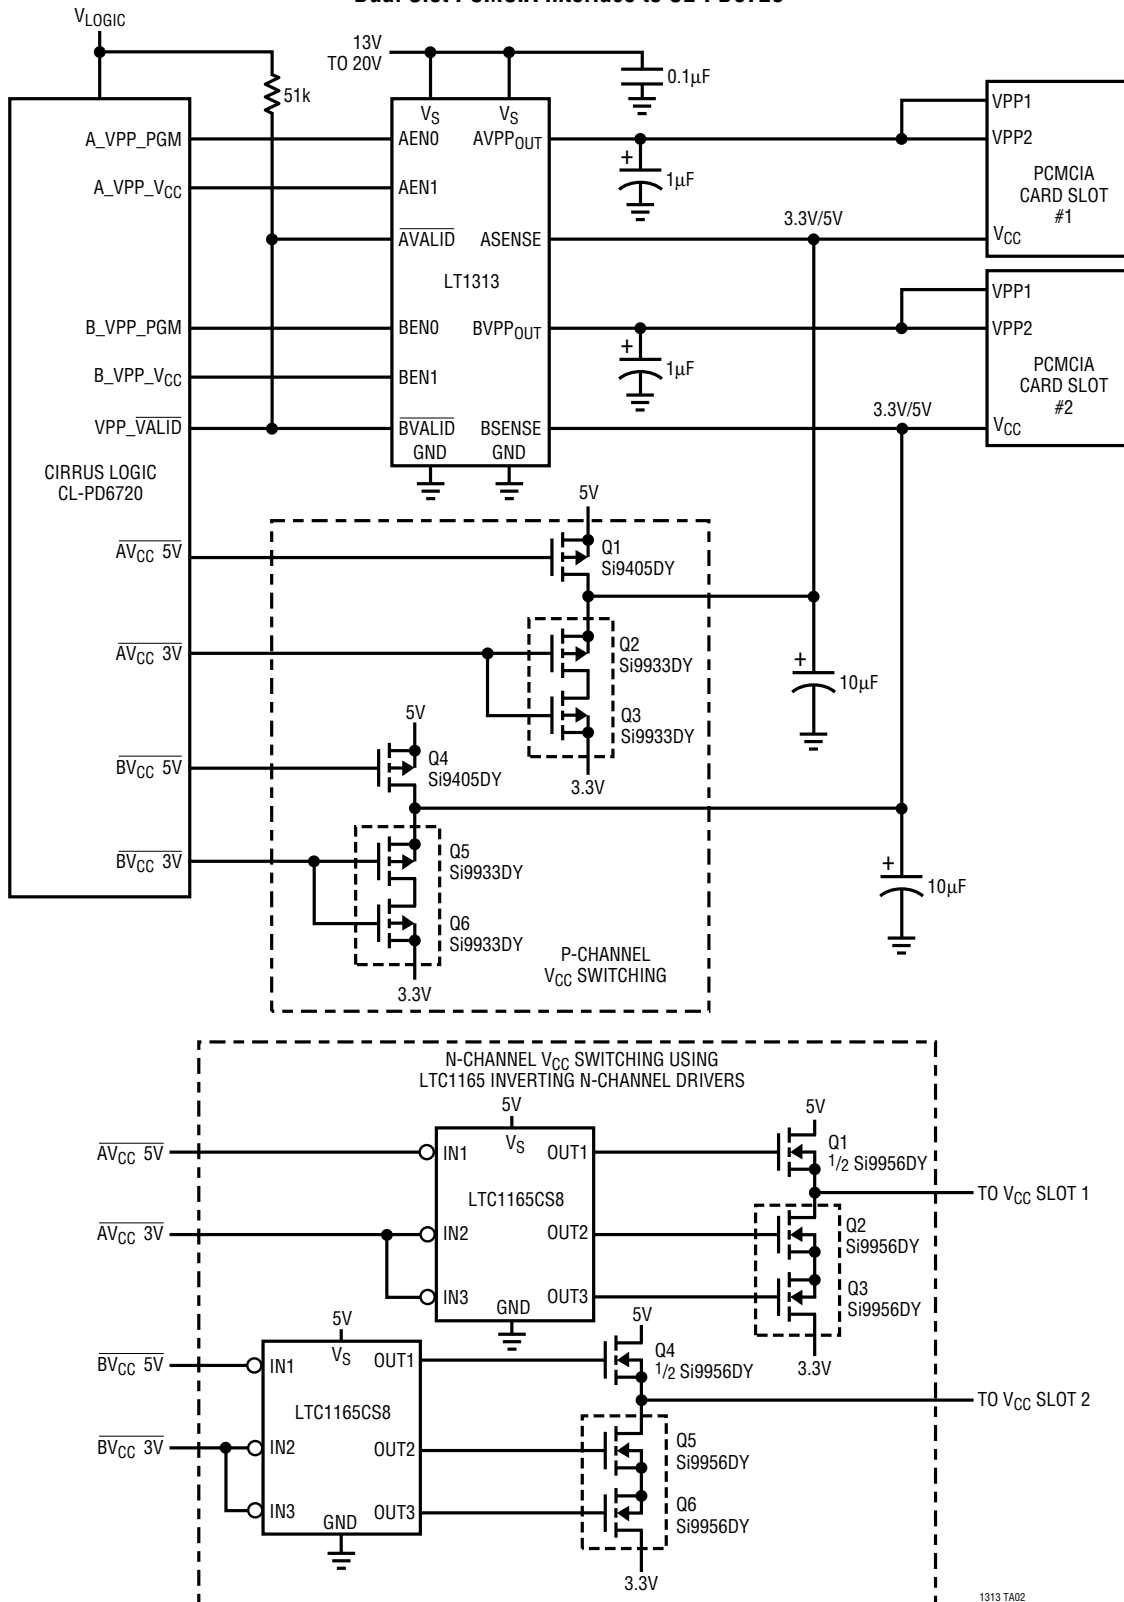 VLOGIC
13V
TO 20V
0.1µF
51k
VS
VS
A_VPP_PGM
AEN0
AVPPOUT
VPP1
VPP2
A_VPP_VCC
AEN1
+
1µF
PCMCIA
CARD SLOT
#1
3.3V/5V
AVALID
ASENSE
VCC
LT1313
VPP1
B_VPP_PGM
BEN0
BVPPOUT
VPP2
B_VPP_VCC
BEN1
+
1µF
PCMCIA
CARD SLOT
#2
3.3V/5V
VPP_VALID
BVALID
BSENSE
VCC
GND
GND
CIRRUS LOGIC
CL-PD6720
5V
AVCC 5V
Q1
Si9405DY
AVCC 3V
Q2
Si9933DY
+
10µF
Q3
Si9933DY
3.3V
5V
BVCC 5V
Q4
Si9405DY
BVCC 3V
Q5
Si9933DY
+
10µF
Q6
Si9933DY
3.3V
P-CHANNEL
VCC SWITCHING
N-CHANNEL VCC SWITCHING USING
LTC1165 INVERTING N-CHANNEL DRIVERS
5V
5V
AVCC 5V
IN1
VS
OUT1
Q1
1/2 Si9956DY
LTC1165CS8
TO VCC SLOT 1
AVCC 3V
IN2
OUT2
Q2
Si9956DY
IN3
GND
OUT3
Q3
Si9956DY
3.3V
5V
5V
BVCC 5V
IN1
VS
OUT1
Q4
1/2 Si9956DY
LTC1165CS8
TO VCC SLOT 2
BVCC 3V
IN2
OUT2
Q5
Si9956DY
IN3
GND
OUT3
Q6
Si9956DY
3.3V
1313 TA02